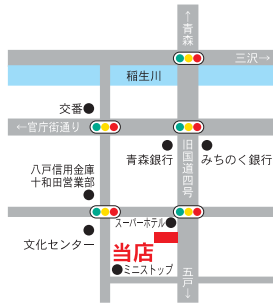 ↑青森
三沢→
稲生川
交番
←官庁街通り
旧国道四号
青森銀行
みちのく銀行
八戸信用金庫
十和田営業部
スーパーホテル
文化センター
当店
ミニストップ
五戸↓